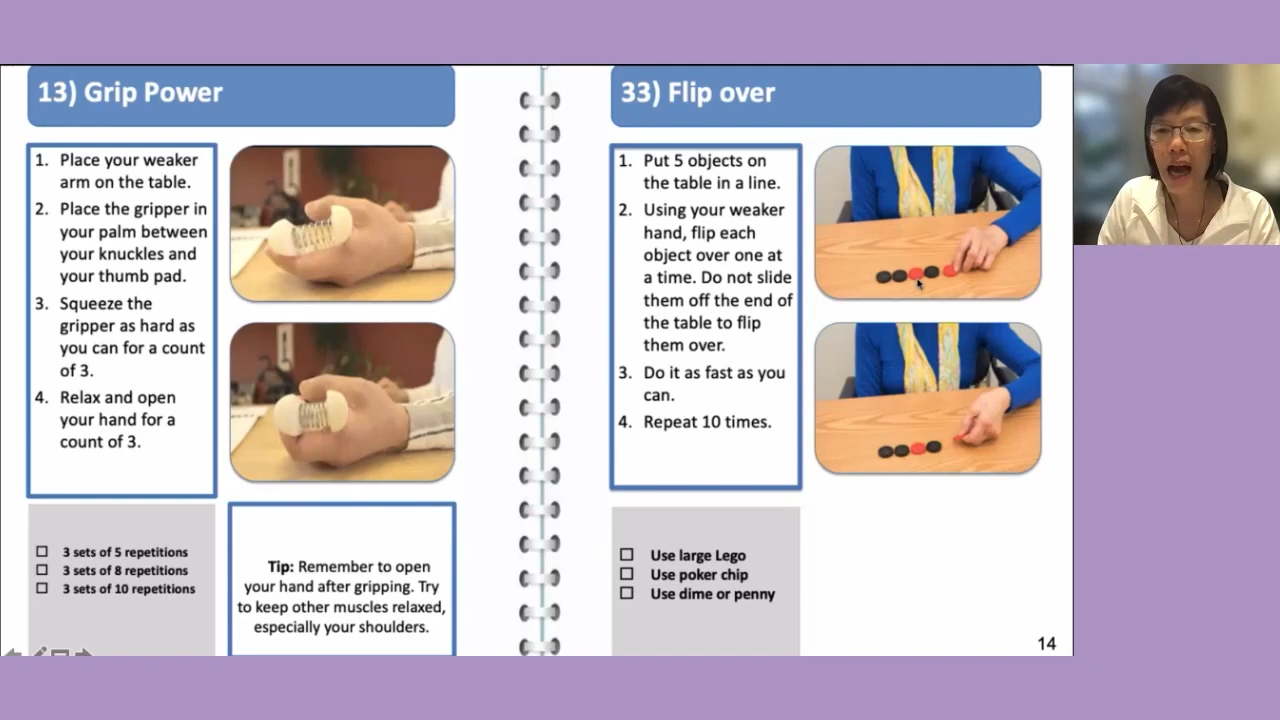 13) Grip Power
1. Place your weaker
arm on the table.
2. Place the gripper in
your palm between
your knuckles and
your thumb pad.
3. Squeeze the
gripper as hard as
you can for a count
of 3.
4. Relax and open
your hand for a
count of 3.
3 sets of 5 repetitions
3 sets of 8 repetitions
3 sets of 10 repetitions
Tip: Remember to open
your hand after gripping. Try
to keep other muscles relaxed,
especially your shoulders.
33) Flip over
1. Put 5 objects on
the table in a line.
2. Using your weaker
hand, flip each
object over one at
a time. Do not slide
them off the end of
the table to flip
them over.
3. Do it as fast as you
can.
4. Repeat 10 times.
Use large Lego
Use poker chip
Use dime or penny
14